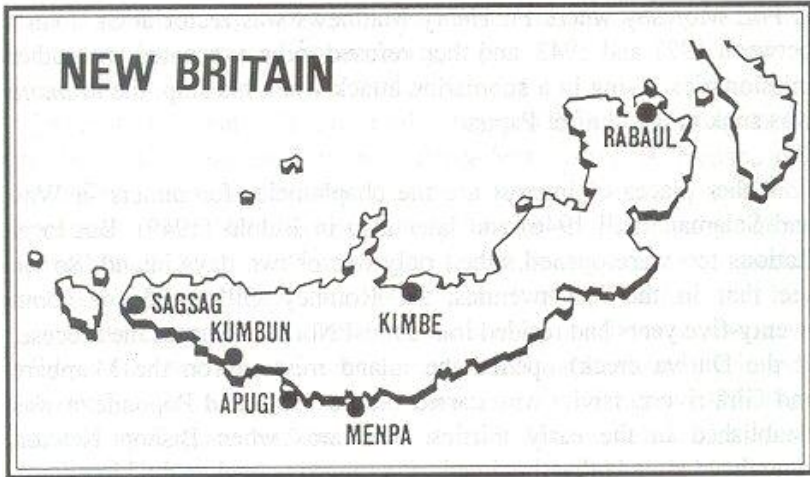 NEW BRITAIN
RABAUL
SAGSAG
KIMBE
KUMBUN
APUGI
MENPA